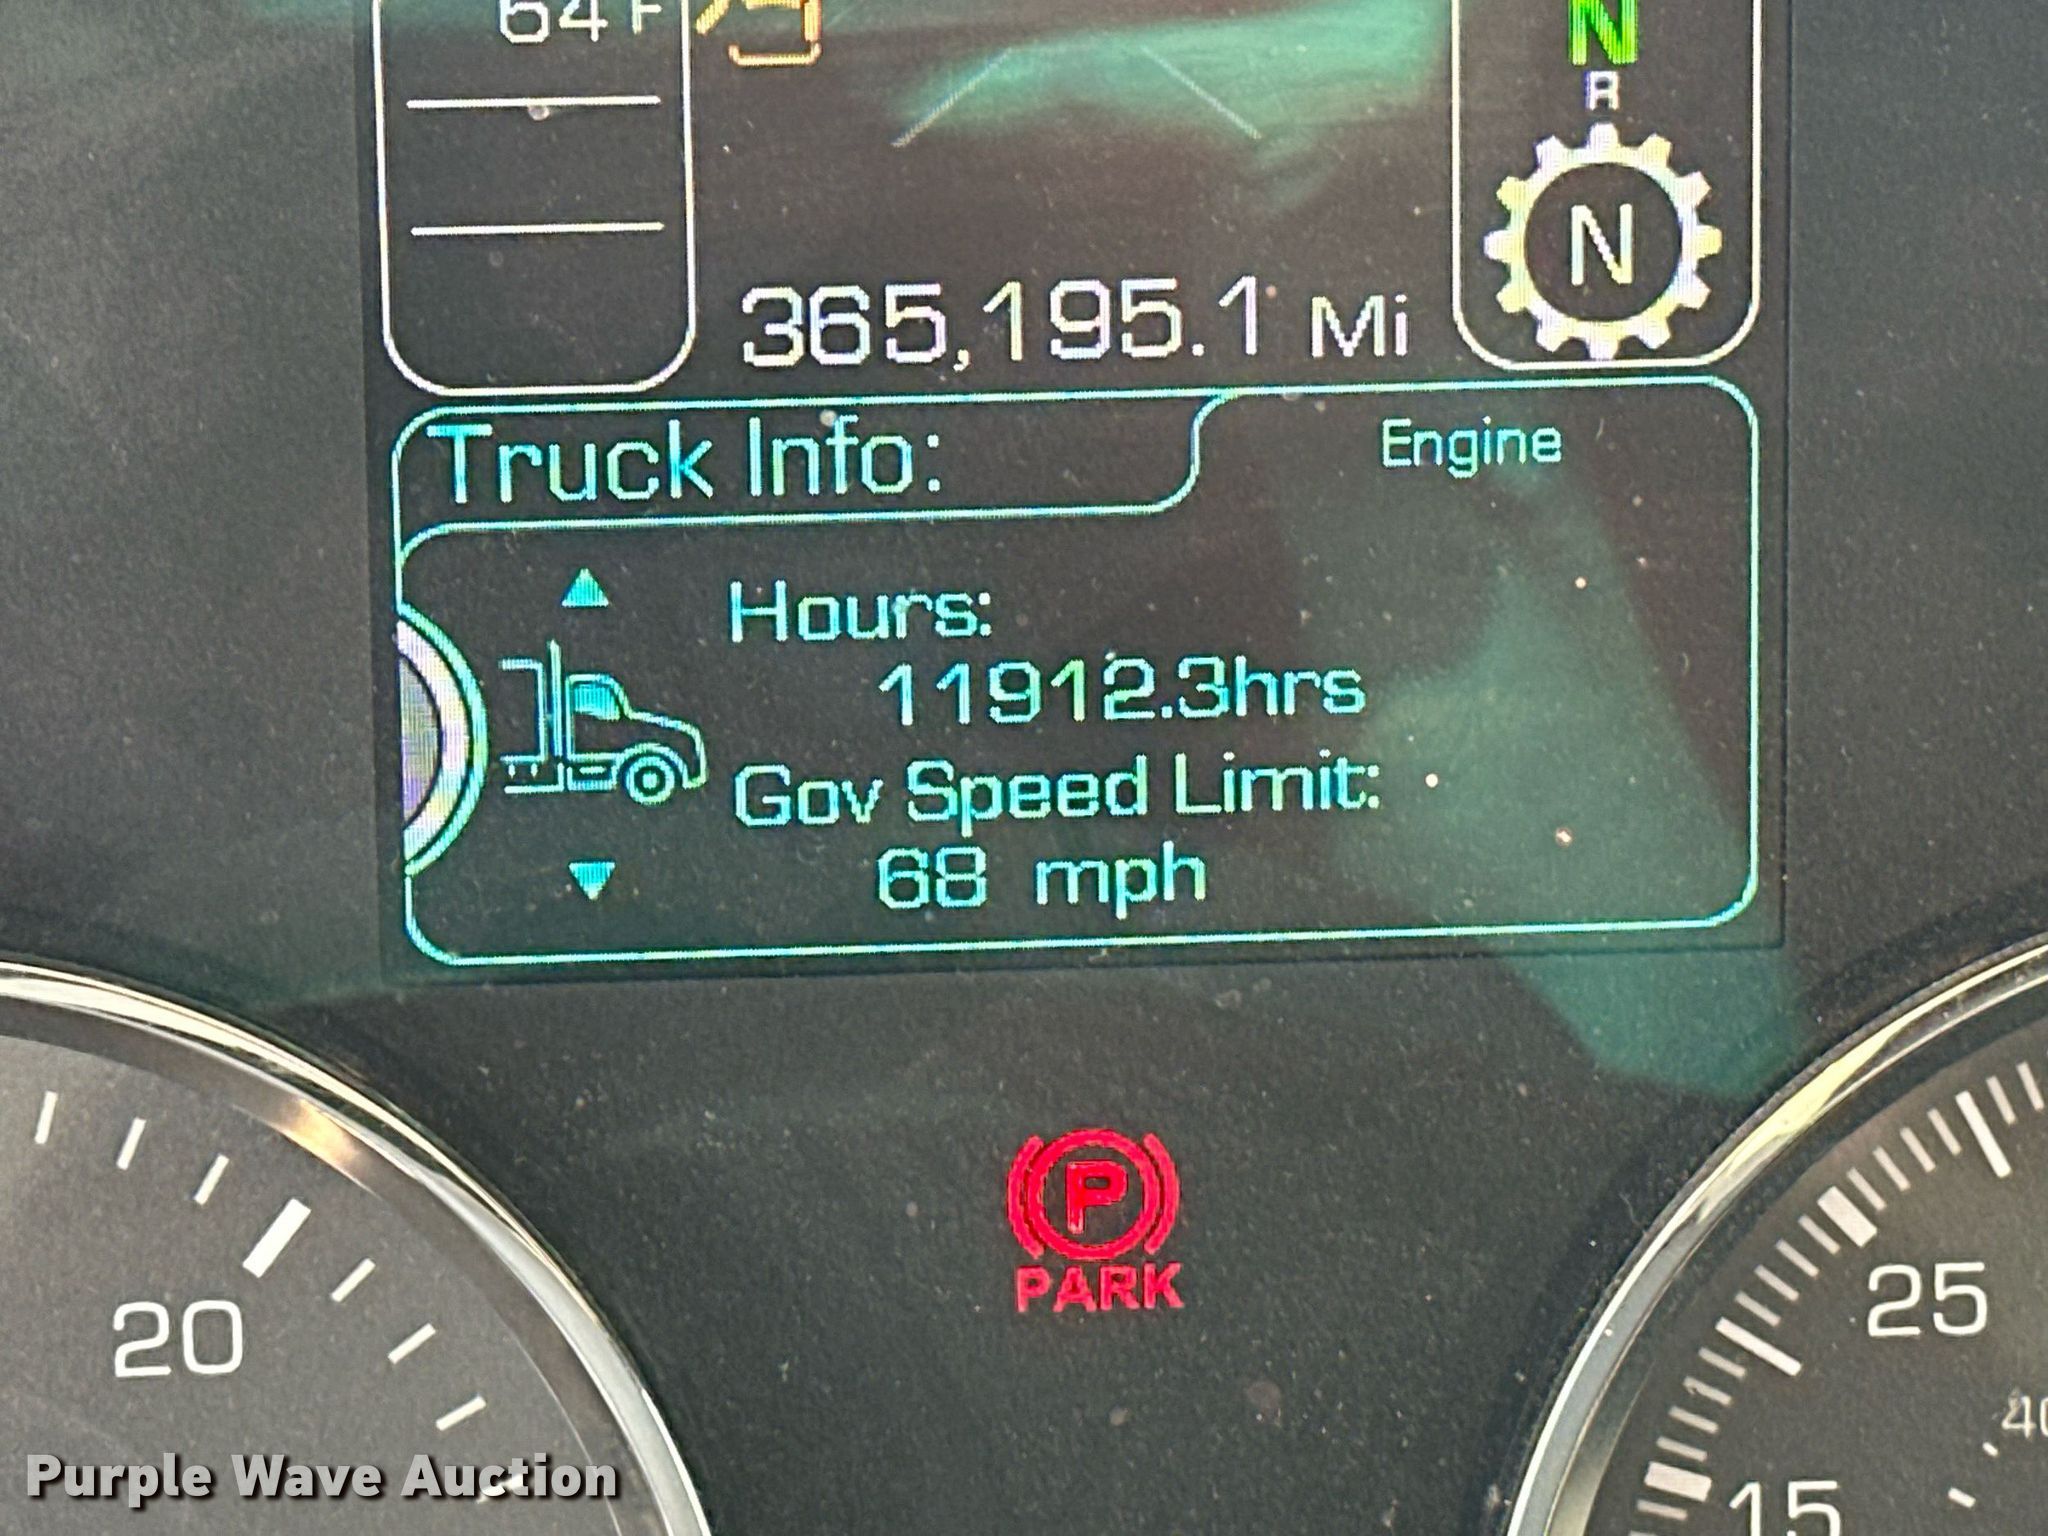 64 F
N
R
N
365,195.1 Mi
Truck Info:
Engine
Hours:
11912.3hrs
Gov Speed Limit:
68 mph
P
PARK
20
25
40
15
Purple Wave Auction